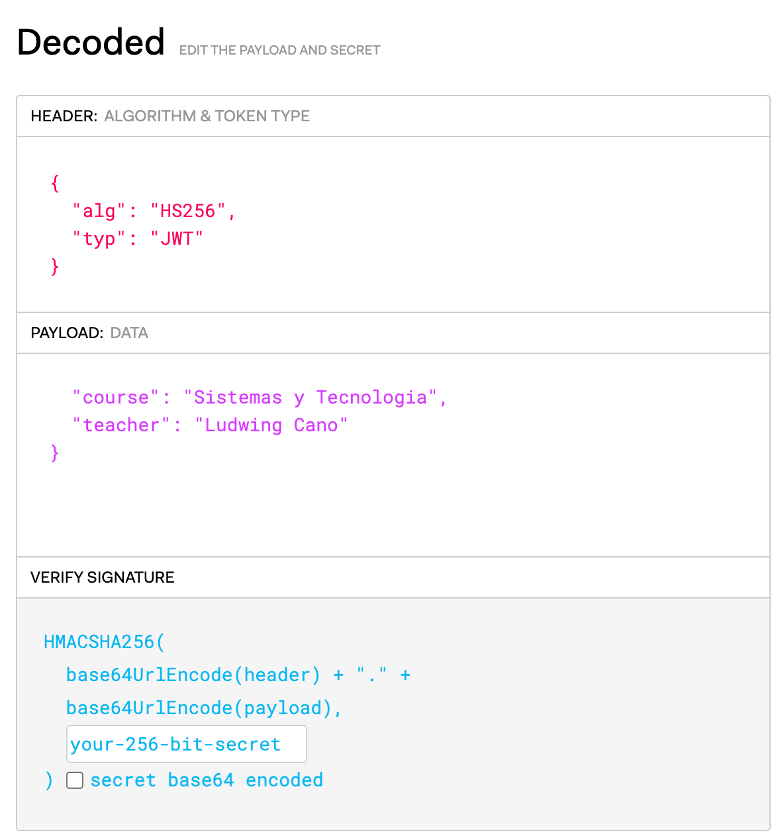 Decoded EDIT THE PAYLOAD AND SECRET
HEADER: ALGORITHM & TOKEN TYPE
{
"alg": "HS256",
"typ": "JWT"
}
PAYLOAD: DATA
"course": "Sistemas y Tecnologia",
"teacher": "Ludwing Cano"
}
VERIFY SIGNATURE
HMACSHA256(
base64UrlEncode(header) + "." +
base64UrlEncode(payload),
your-256-bit-secret
) secret base64 encoded